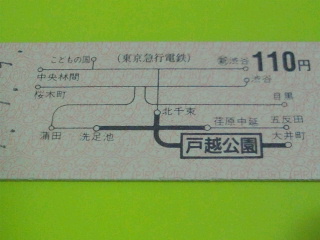 こどもの国 (東京急行電鉄) 新渋谷 110円
中央林間 渋谷
桜木町 目黒
北千束
蒲田 洗足池 荏原中延 五反田
戸越公園 大井町